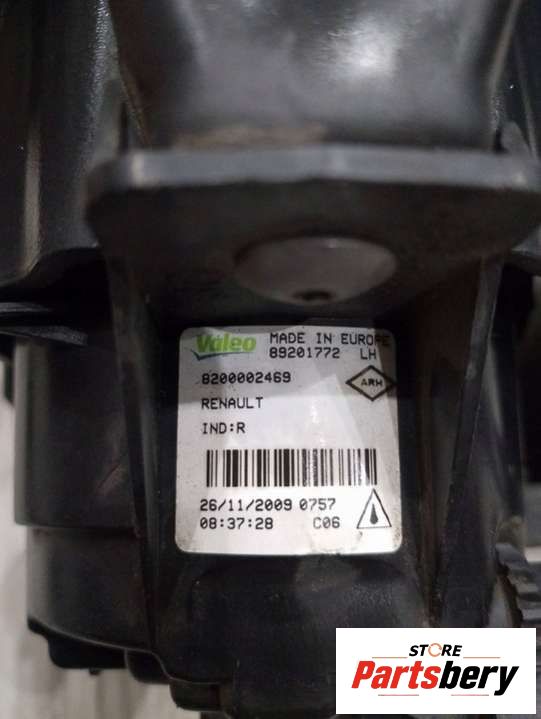 Valeo MADE IN EUROPE
89201772 LH
8200002469
ARH
RENAULT
IND:R
26/11/2009 0757
08:37:28 C06
STORE
Partsbery